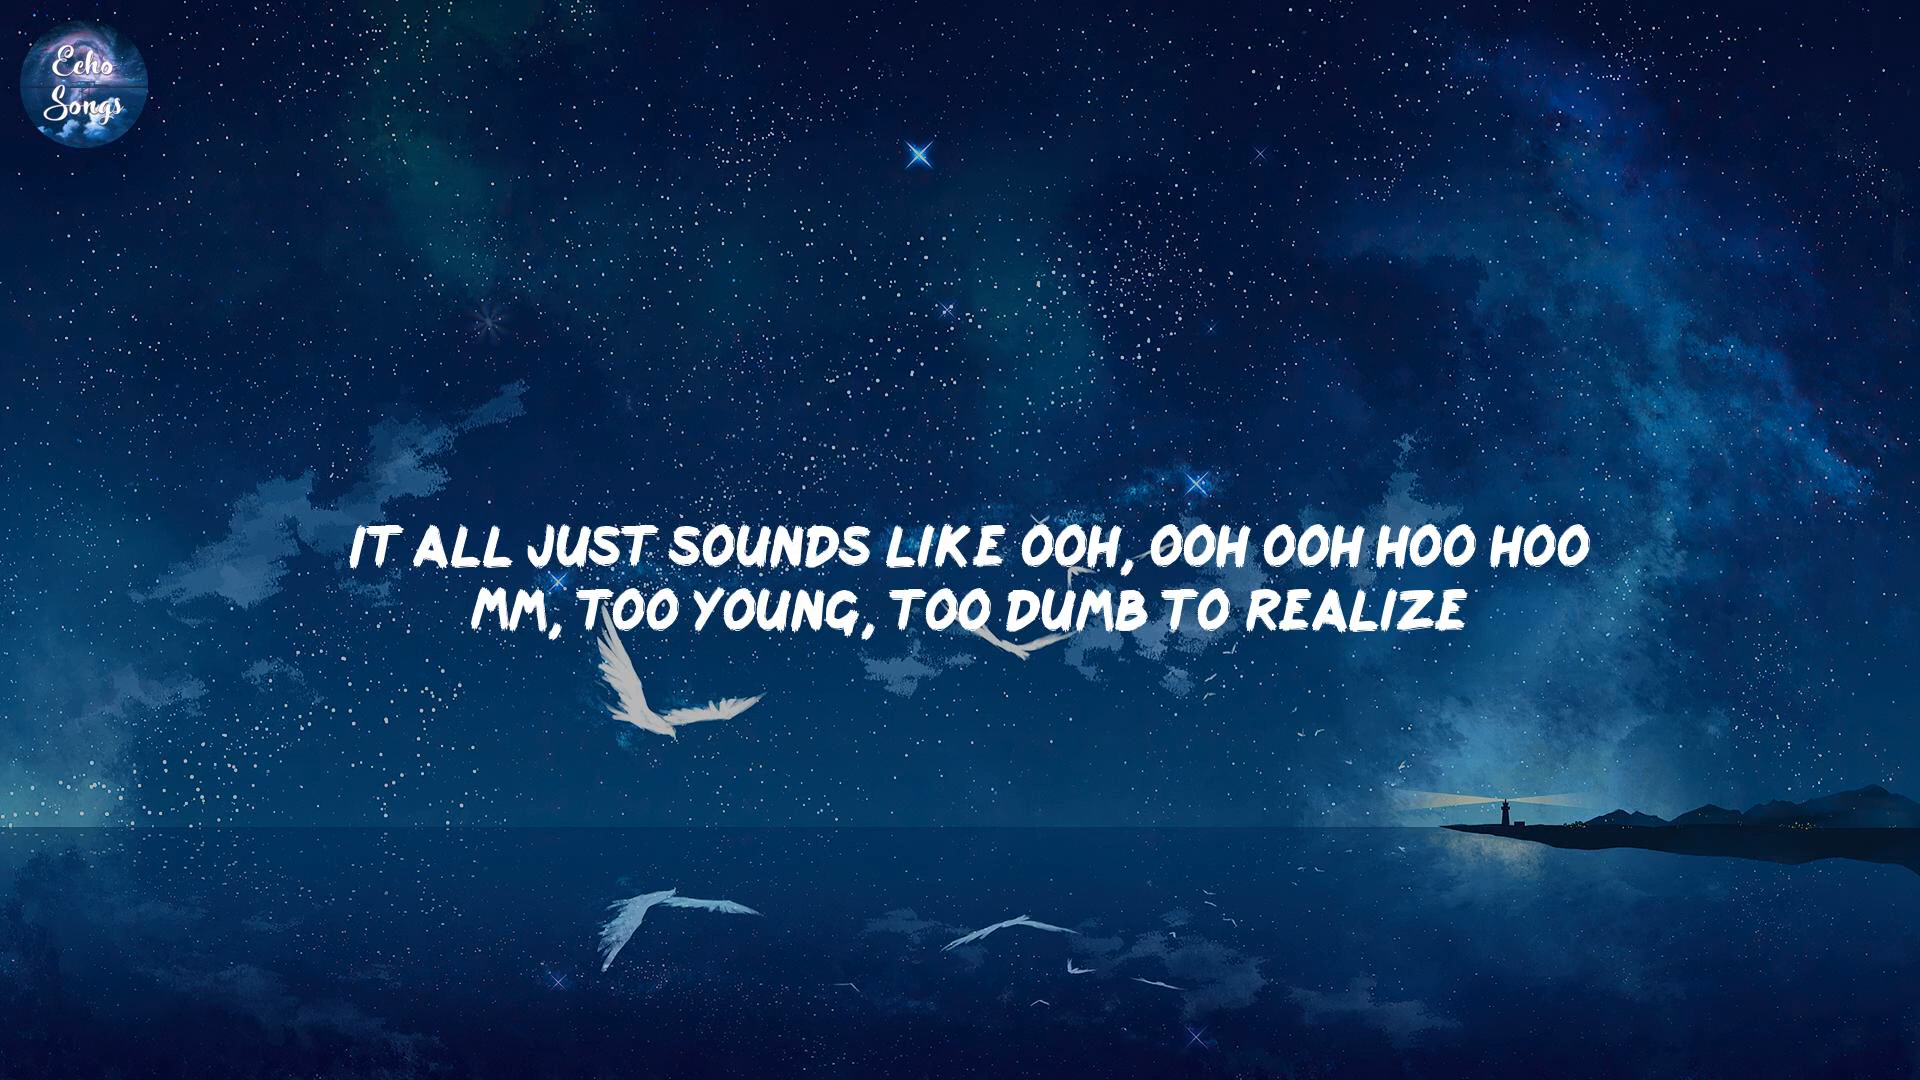 Echo
Songs
IT ALL JUST SOUNDS LIKE OOH, OOH OOH HOO HOO
MM, TOO YOUNG, TOO DUMB TO REALIZE